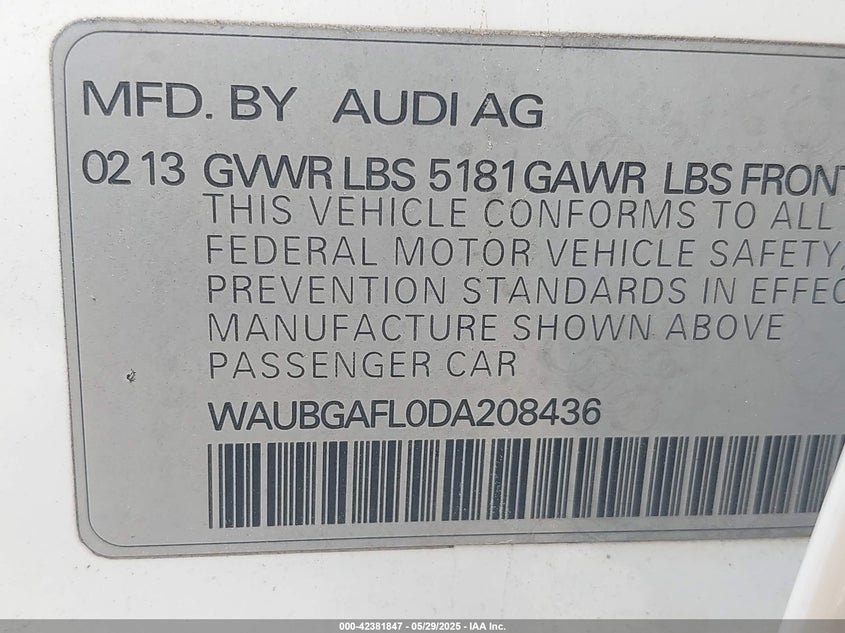 MFD. BY AUDI AG
02 13 GVWR LBS 5181 GAWR LBS FRONT
THIS VEHICLE CONFORMS TO ALL
FEDERAL MOTOR VEHICLE SAFETY,
PREVENTION STANDARDS IN EFFEC
MANUFACTURE SHOWN ABOVE
PASSENGER CAR
WAUBGAFL0DA208436
000-42381847 - 05/29/2025 - IAA Inc.